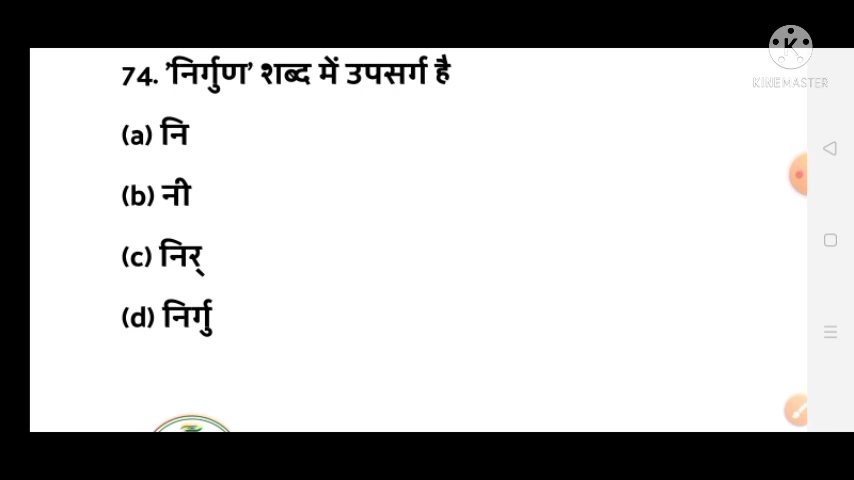 74. 'निर्गुण' शब्द में उपसर्ग है
KINEMASTER
(a) नि
(b) नी
(c) निर्
(d) निर्गु